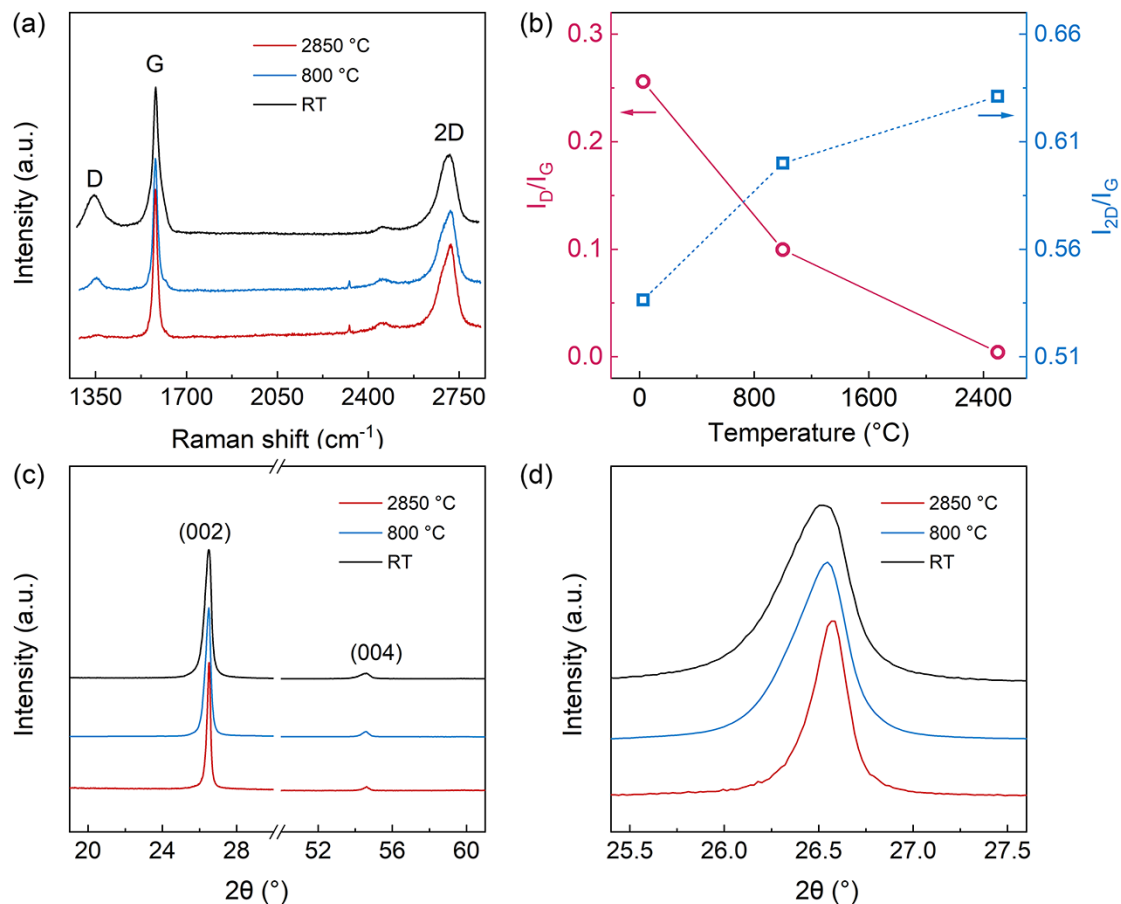 (a)
2850 °C
800 °C
RT
D
G
2D
Intensity (a.u.)
1350 1700 2050 2400 2750
Raman shift (cm⁻¹)
(b)
0.3
0.2
0.1
0.0
I_D/I_G
0.66
0.61
0.56
0.51
I_2D/I_G
0 800 1600 2400
Temperature (°C)
(c)
2850 °C
800 °C
RT
(002)
(004)
Intensity (a.u.)
20 24 28 52 56 60
2θ (°)
(d)
2850 °C
800 °C
RT
Intensity (a.u.)
25.5 26.0 26.5 27.0 27.5
2θ (°)